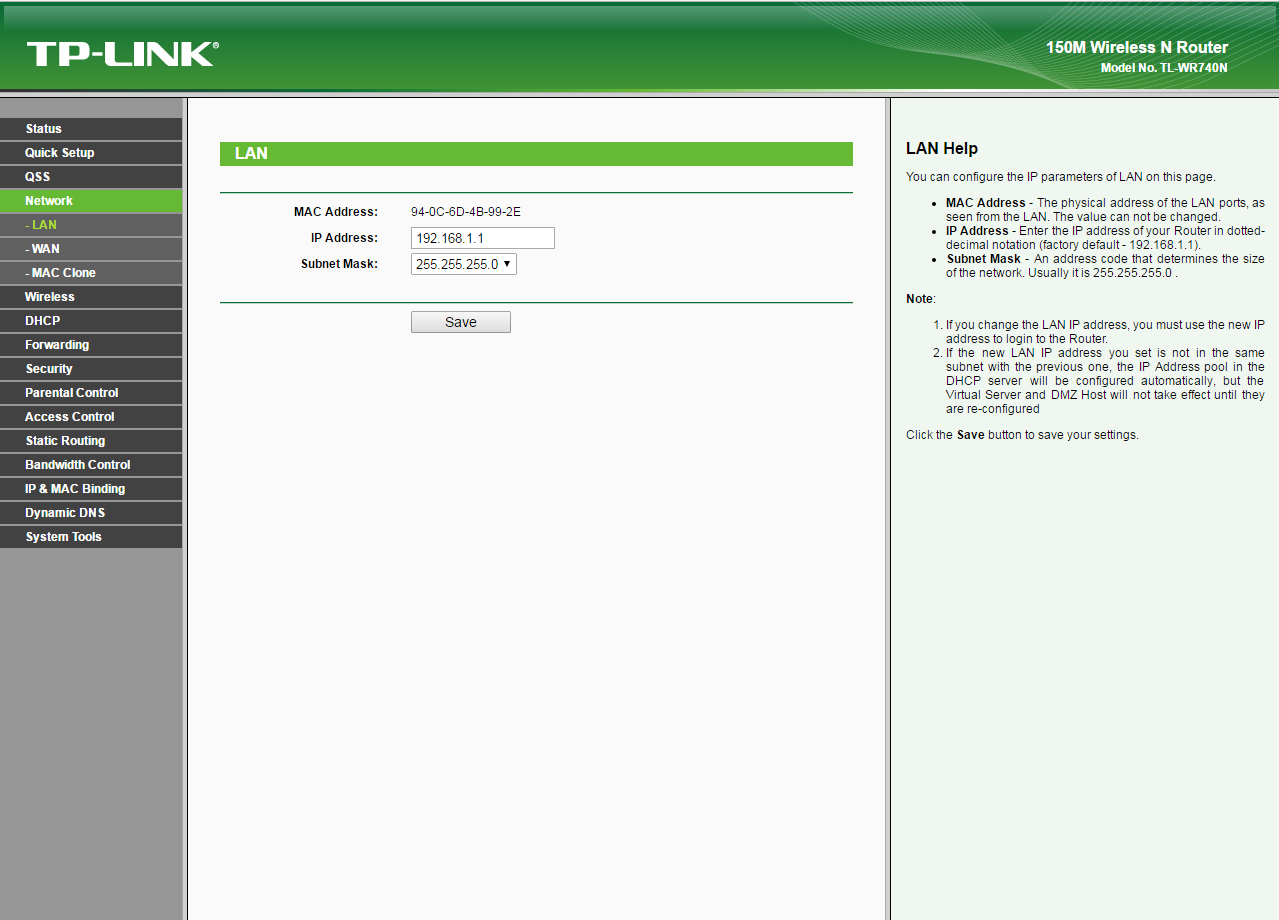 TP-LINK®
150M Wireless N Router
Model No. TL-WR740N
Status
Quick Setup
QSS
Network
- LAN
- WAN
- MAC Clone
Wireless
DHCP
Forwarding
Security
Parental Control
Access Control
Static Routing
Bandwidth Control
IP & MAC Binding
Dynamic DNS
System Tools
LAN
MAC Address: 94-0C-6D-4B-99-2E
IP Address: 192.168.1.1
Subnet Mask: 255.255.255.0
Save
LAN Help
You can configure the IP parameters of LAN on this page.
• MAC Address - The physical address of the LAN ports, as
seen from the LAN. The value can not be changed.
• IP Address - Enter the IP address of your Router in dotted-
decimal notation (factory default - 192.168.1.1).
• Subnet Mask - An address code that determines the size
of the network. Usually it is 255.255.255.0 .
Note:
1. If you change the LAN IP address, you must use the new IP
address to login to the Router.
2. If the new LAN IP address you set is not in the same
subnet with the previous one, the IP Address pool in the
DHCP server will be configured automatically, but the
Virtual Server and DMZ Host will not take effect until they
are re-configured
Click the Save button to save your settings.